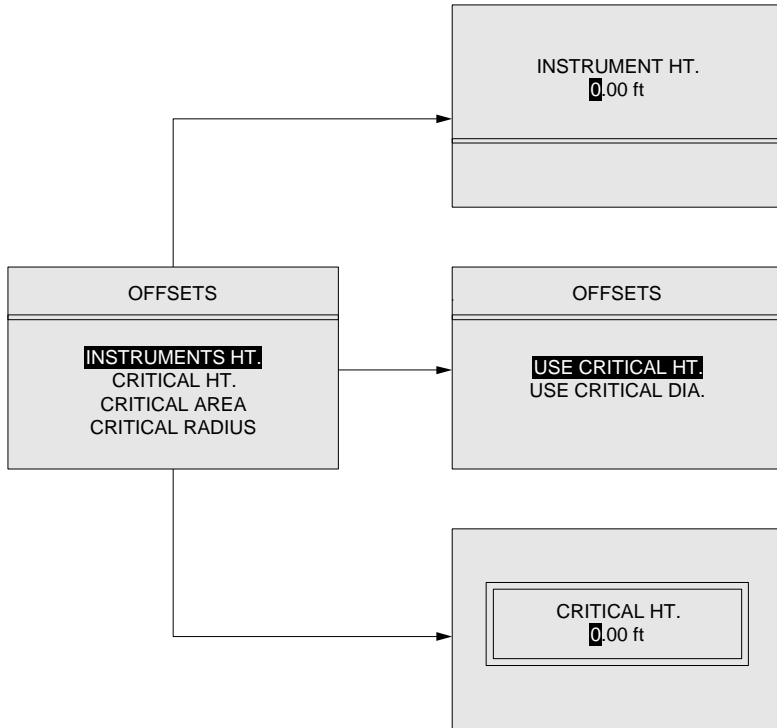 INSTRUMENT HT.
0.00 ft
OFFSETS
INSTRUMENTS HT.
CRITICAL HT.
CRITICAL AREA
CRITICAL RADIUS
OFFSETS
USE CRITICAL HT.
USE CRITICAL DIA.
CRITICAL HT.
0.00 ft